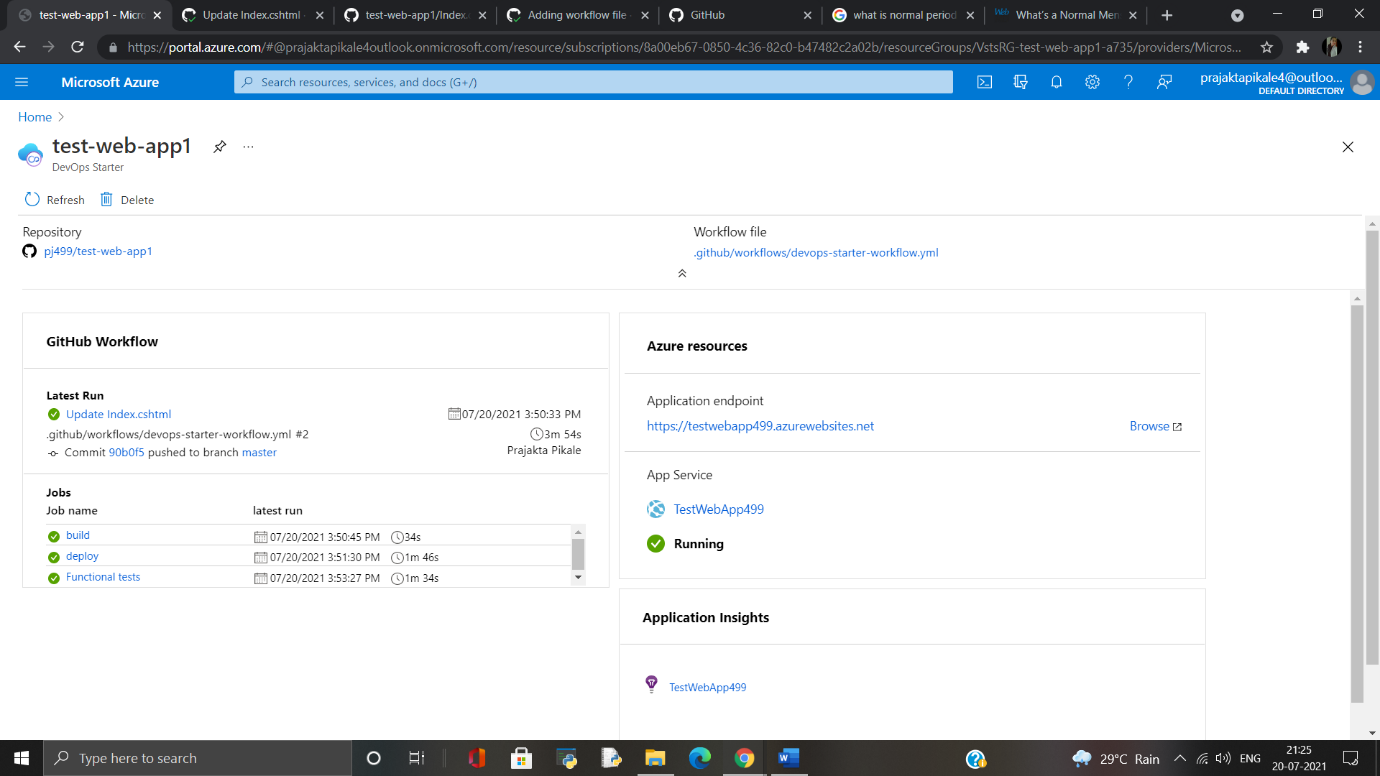 test-web-app1 - Micro
Update Index.cshtml
test-web-app1/Index.c
Adding workflow file
GitHub
what is normal period
Web
What's a Normal Men
https://portal.azure.com/#@prajaktapikale4outlook.onmicrosoft.com/resource/subscriptions/8a00eb67-0850-4c36-82c0-b47482c2a02b/resourceGroups/VstsRG-test-web-app1-a735/providers/Micros...
Microsoft Azure
Search resources, services, and docs (G+/)
prajaktapikale4@outloo...
DEFAULT DIRECTORY
Home
test-web-app1
...
DevOps Starter
Refresh
Delete
Repository
pj499/test-web-app1
Workflow file
.github/workflows/devops-starter-workflow.yml
GitHub Workflow
Latest Run
Update Index.cshtml
07/20/2021 3:50:33 PM
.github/workflows/devops-starter-workflow.yml #2
3m 54s
Commit 90b0f5 pushed to branch master
Prajakta Pikale
Jobs
Job name latest run
build 07/20/2021 3:50:45 PM 34s
deploy 07/20/2021 3:51:30 PM 1m 46s
Functional tests 07/20/2021 3:53:27 PM 1m 34s
Azure resources
Application endpoint
https://testwebapp499.azurewebsites.net
Browse
App Service
TestWebApp499
Running
Application Insights
TestWebApp499
Type here to search
29°C Rain
ENG
21:25
20-07-2021